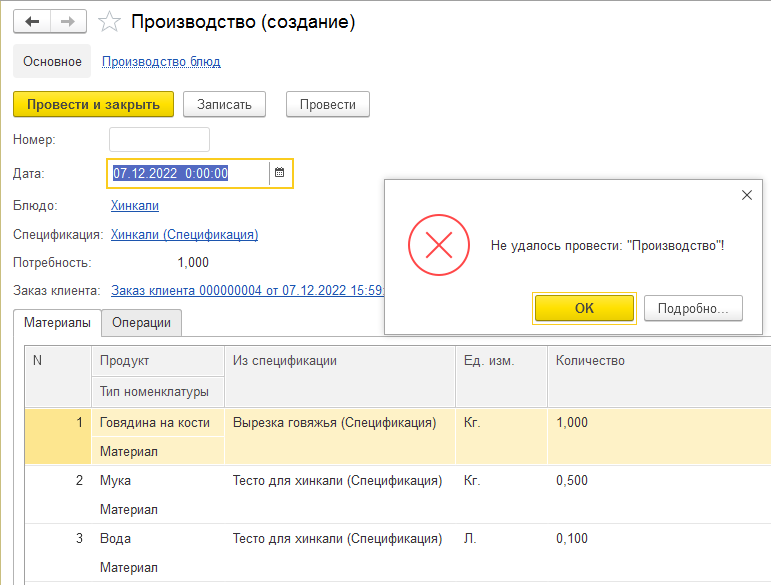 Производство (создание)
Основное Производство блюд
Провести и закрыть Записать Провести
Номер:
Дата: 07.12.2022 0:00:00
Блюдо: Хинкали
Спецификация: Хинкали (Спецификация)
Потребность: 1,000
Заказ клиента: Заказ клиента 000000004 от 07.12.2022 15:59:
Не удалось провести: "Производство"!
ОК Подробно...
Материалы Операции
N Продукт Из спецификации Ед. изм. Количество
Тип номенклатуры
1 Говядина на кости Вырезка говяжья (Спецификация) Кг. 1,000
Материал
2 Мука Тесто для хинкали (Спецификация) Кг. 0,500
Материал
3 Вода Тесто для хинкали (Спецификация) Л. 0,100
Материал